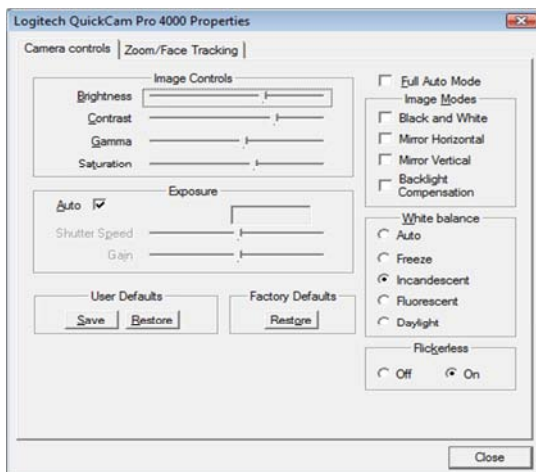 Logitech QuickCam Pro 4000 Properties
Camera controls
Zoom/Face Tracking
Image Controls
Brightness
Contrast
Gamma
Saturation
Exposure
Auto
Shutter Speed
Gain
User Defaults
Save
Restore
Factory Defaults
Restore
Full Auto Mode
Image Modes
Black and White
Mirror Horizontal
Mirror Vertical
Backlight
Compensation
White balance
Auto
Freeze
Incandescent
Fluorescent
Daylight
Flickerless
Off
On
Close